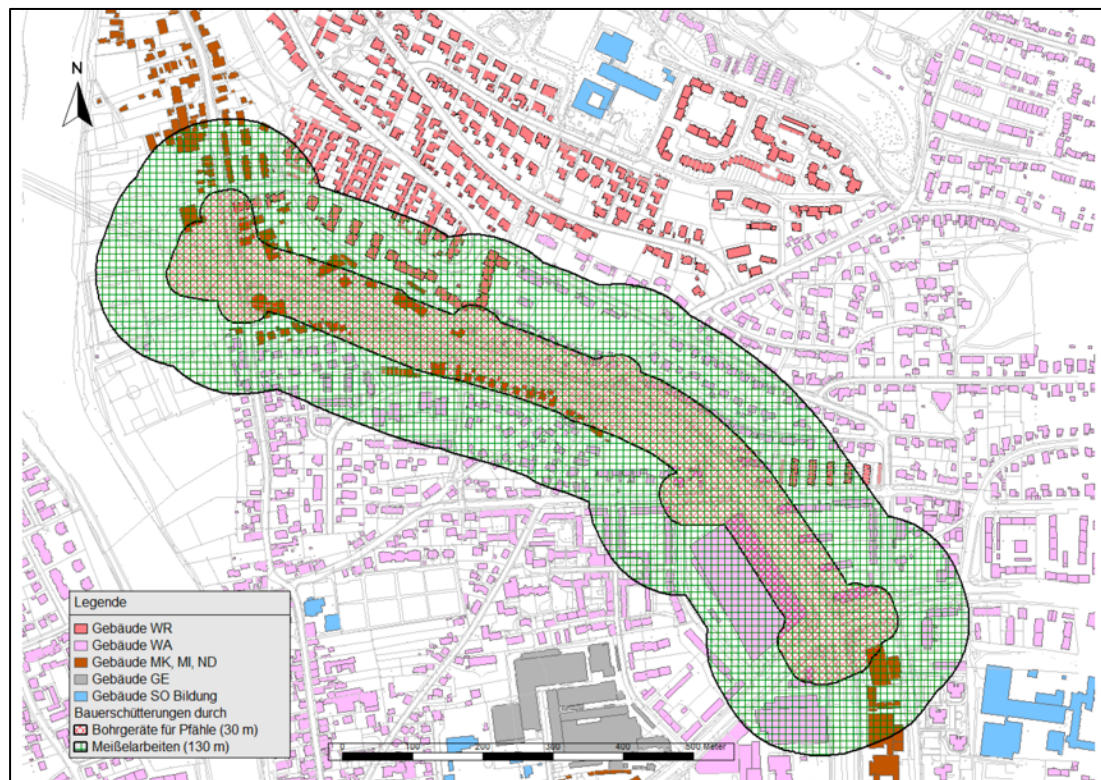 N
Legende
Gebäude WR
Gebäude WA
Gebäude MK, MI, ND
Gebäude GE
Gebäude SO Bildung
Bauerschütterungen durch
Bohrgeräte für Pfähle (30 m)
Meißelarbeiten (130 m)
0 100 200 300 400 500 Meter